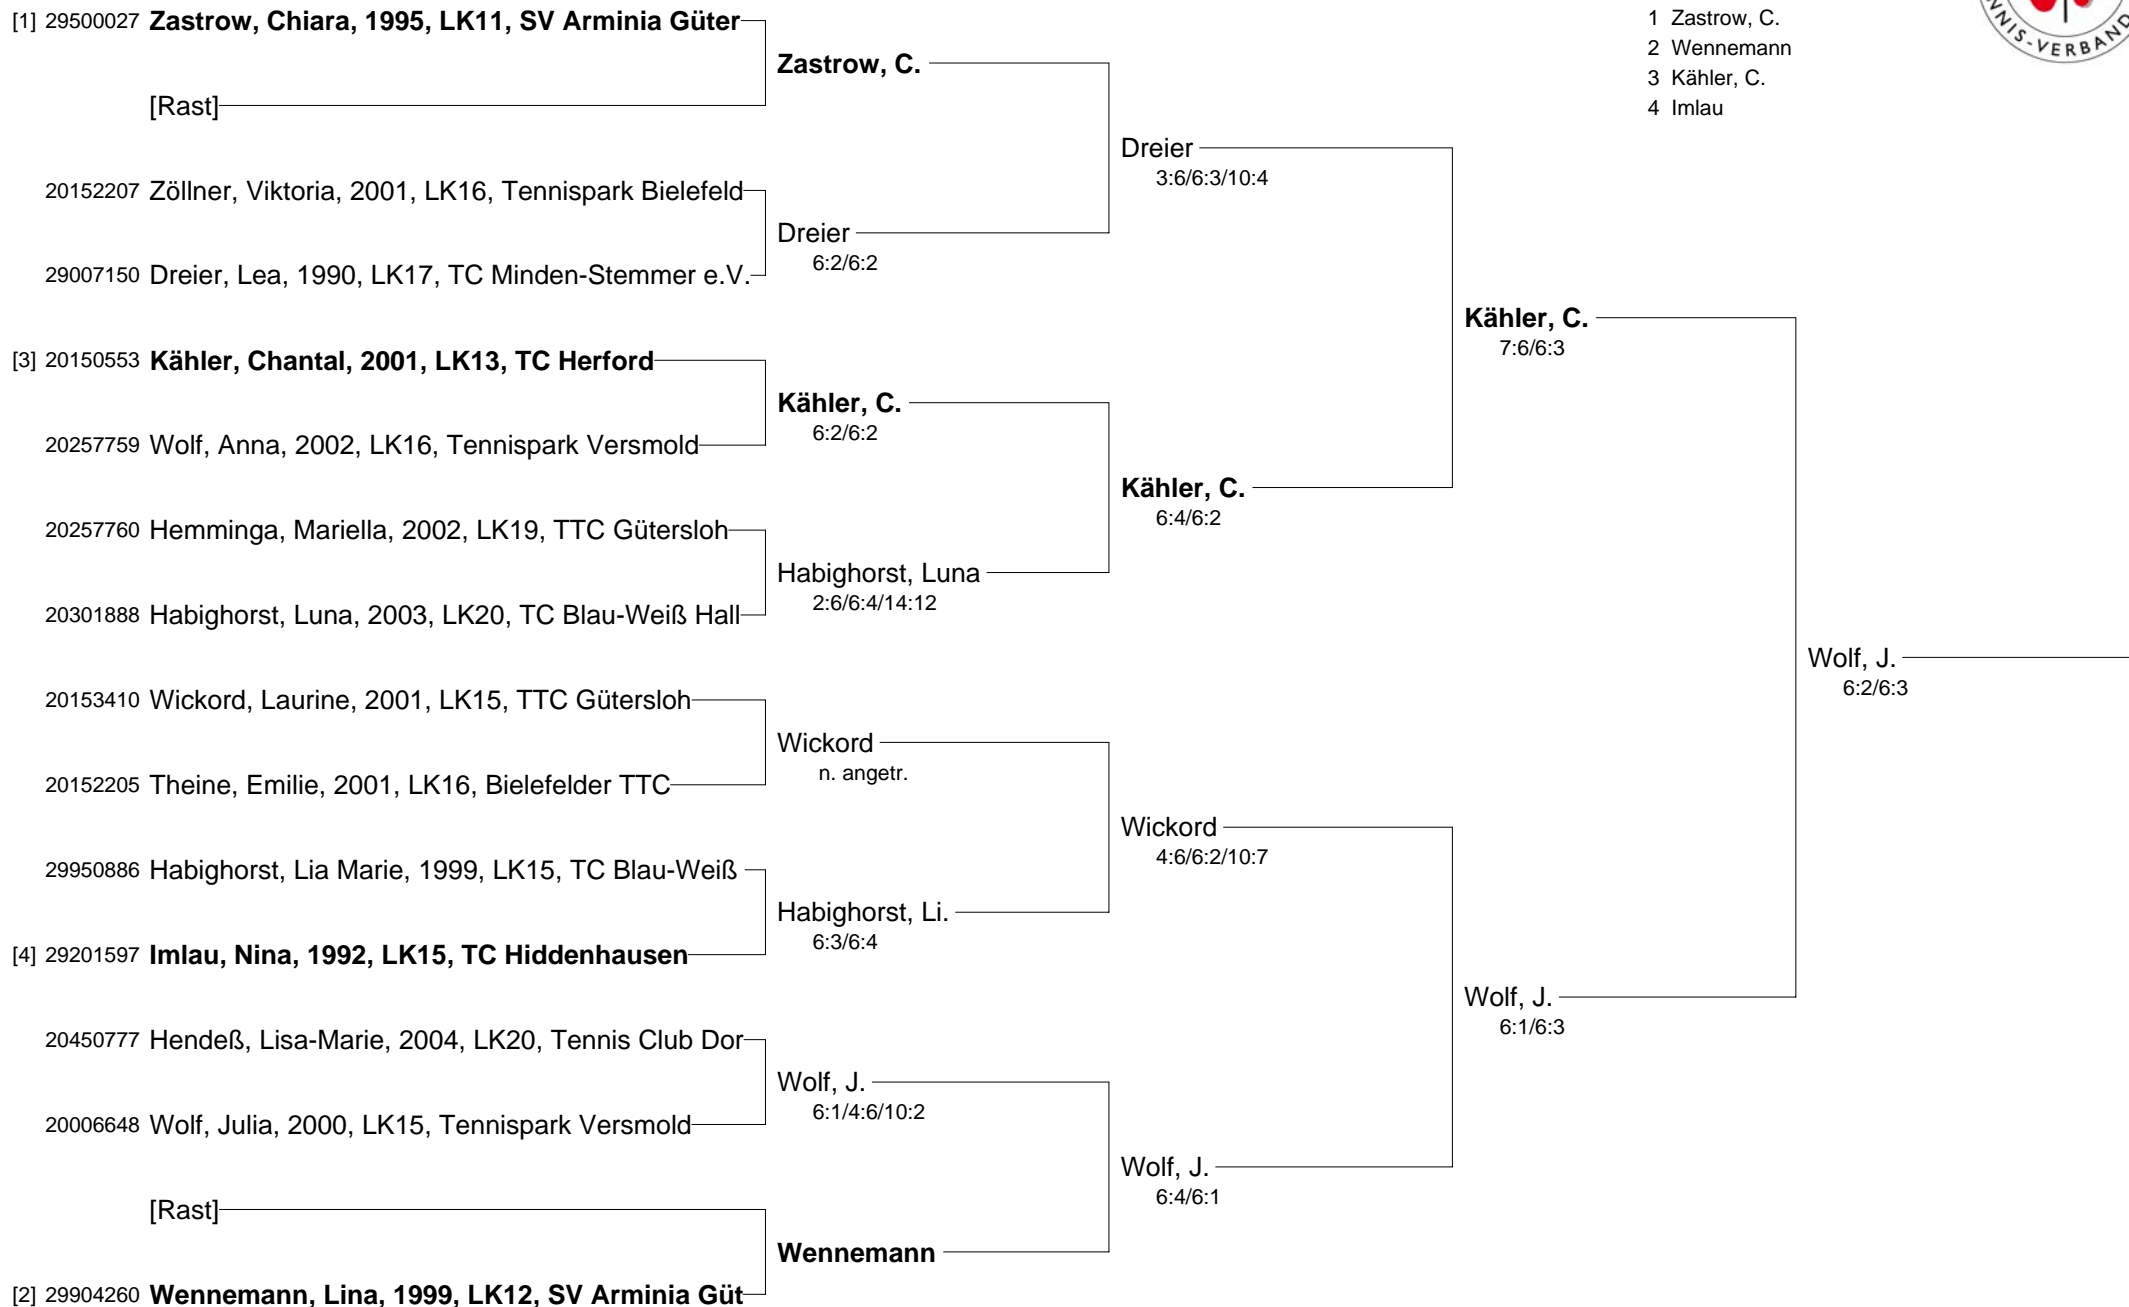 [1] 29500027 Zastrow, Chiara, 1995, LK11, SV Arminia Güter
[Rast]
20152207 Zöllner, Viktoria, 2001, LK16, Tennispark Bielefeld
29007150 Dreier, Lea, 1990, LK17, TC Minden-Stemmer e.V.
[3] 20150553 Kähler, Chantal, 2001, LK13, TC Herford
20257759 Wolf, Anna, 2002, LK16, Tennispark Versmold
20257760 Hemminga, Mariella, 2002, LK19, TTC Gütersloh
20301888 Habighorst, Luna, 2003, LK20, TC Blau-Weiß Hall
20153410 Wickord, Laurine, 2001, LK15, TTC Gütersloh
20152205 Theine, Emilie, 2001, LK16, Bielefelder TTC
29950886 Habighorst, Lia Marie, 1999, LK15, TC Blau-Weiß
[4] 29201597 Imlau, Nina, 1992, LK15, TC Hiddenhausen
20450777 Hendeß, Lisa-Marie, 2004, LK20, Tennis Club Dor
20006648 Wolf, Julia, 2000, LK15, Tennispark Versmold
[Rast]
[2] 29904260 Wennemann, Lina, 1999, LK12, SV Arminia Güt
Zastrow, C.
Dreier
6:2/6:2
Kähler, C.
6:2/6:2
Habighorst, Luna
2:6/6:4/14:12
Wickord
n. angetr.
Habighorst, Li.
6:3/6:4
Wolf, J.
6:1/4:6/10:2
Wennemann
Dreier
3:6/6:3/10:4
Kähler, C.
6:4/6:2
Wickord
4:6/6:2/10:7
Wolf, J.
6:4/6:1
Kähler, C.
7:6/6:3
Wolf, J.
6:1/6:3
Wolf, J.
6:2/6:3
1 Zastrow, C.
2 Wennemann
3 Kähler, C.
4 Imlau
NNIS-VERBAND